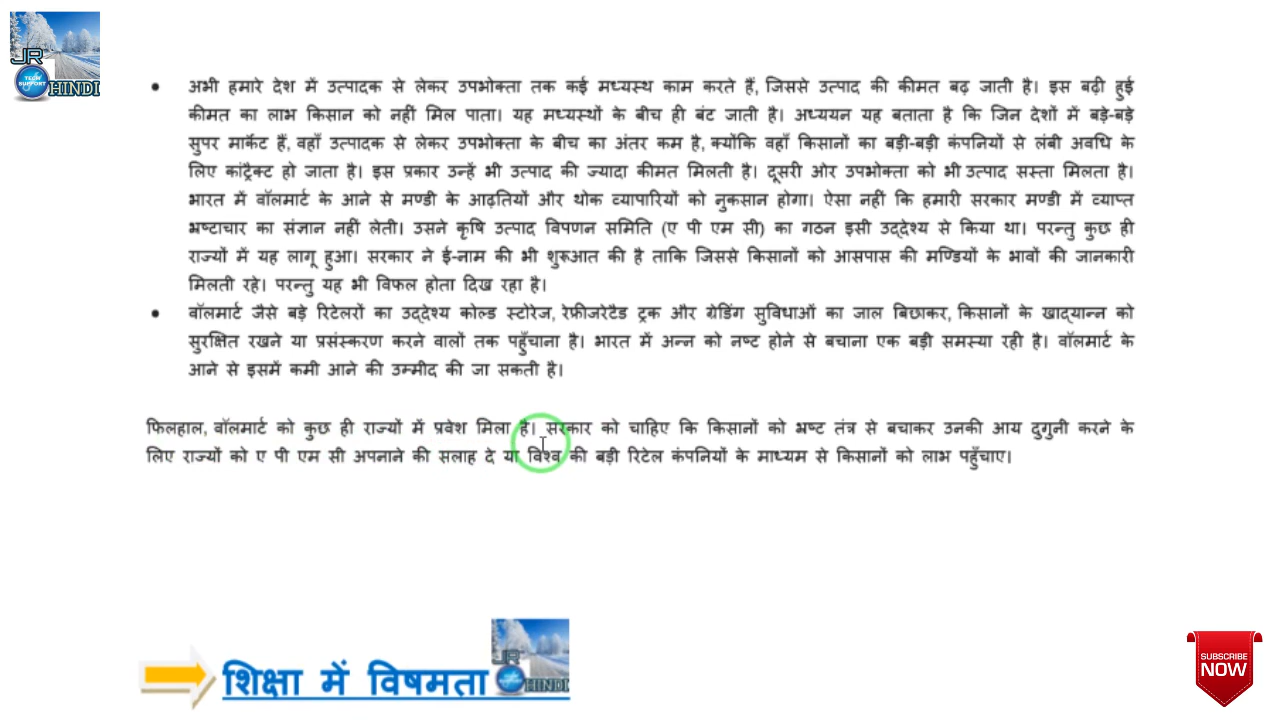 JR
TECH
SUPPORT
HINDI
• अभी हमारे देश में उत्पादक से लेकर उपभोक्ता तक कई मध्यस्थ काम करते हैं, जिससे उत्पाद की कीमत बढ़ जाती है। इस बढ़ी हुई
कीमत का लाभ किसान को नहीं मिल पाता। यह मध्यस्थों के बीच ही बंट जाती है। अध्ययन यह बताता है कि जिन देशों में बड़े-बड़े
सुपर मार्केट हैं, वहाँ उत्पादक से लेकर उपभोक्ता के बीच का अंतर कम है, क्योंकि वहाँ किसानों का बड़ी-बड़ी कंपनियों से लंबी अवधि के
लिए कांट्रैक्ट हो जाता है। इस प्रकार उन्हें भी उत्पाद की ज्यादा कीमत मिलती है। दूसरी ओर उपभोक्ता को भी उत्पाद सस्ता मिलता है।
भारत में वॉलमार्ट के आने से मण्डी के आढ़तियों और थोक व्यापारियों को नुकसान होगा। ऐसा नहीं कि हमारी सरकार मण्डी में व्याप्त
भ्रष्टाचार का संज्ञान नहीं लेती। उसने कृषि उत्पाद विपणन समिति (ए पी एम सी) का गठन इसी उद्देश्य से किया था। परन्तु कुछ ही
राज्यों में यह लागू हुआ। सरकार ने ई-नाम की भी शुरूआत की है ताकि जिससे किसानों को आसपास की मण्डियों के भावों की जानकारी
मिलती रहे। परन्तु यह भी विफल होता दिख रहा है।
• वॉलमार्ट जैसे बड़े रिटेलरों का उद्देश्य कोल्ड स्टोरेज, रेफ्रीजरेटैड ट्रक और ग्रेडिंग सुविधाओं का जाल बिछाकर, किसानों के खाद्यान्न को
सुरक्षित रखने या प्रसंस्करण करने वालों तक पहुँचाना है। भारत में अन्न को नष्ट होने से बचाना एक बड़ी समस्या रही है। वॉलमार्ट के
आने से इसमें कमी आने की उम्मीद की जा सकती है।
फिलहाल, वॉलमार्ट को कुछ ही राज्यों में प्रवेश मिला है। सरकार को चाहिए कि किसानों को भ्रष्ट तंत्र से बचाकर उनकी आय दुगुनी करने के
लिए राज्यों को ए पी एम सी अपनाने की सलाह दे या विश्व की बड़ी रिटेल कंपनियों के माध्यम से किसानों को लाभ पहुँचाए।
शिक्षा में विषमता
JR
HINDI
SUBSCRIBE
NOW